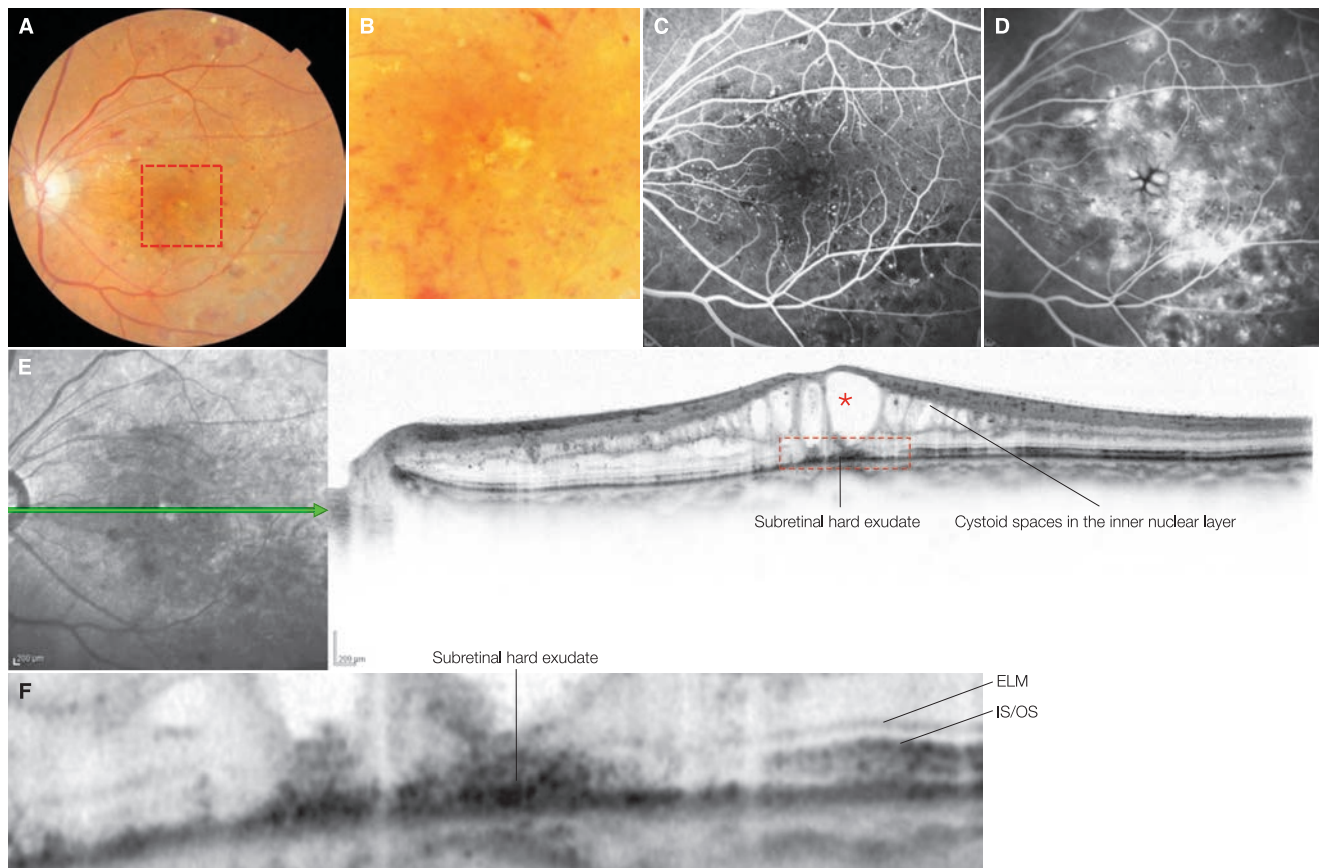 A
B
C
D
E
*
Subretinal hard exudate
Cystoid spaces in the inner nuclear layer
200 µm
200 µm
Subretinal hard exudate
F
ELM
IS/OS